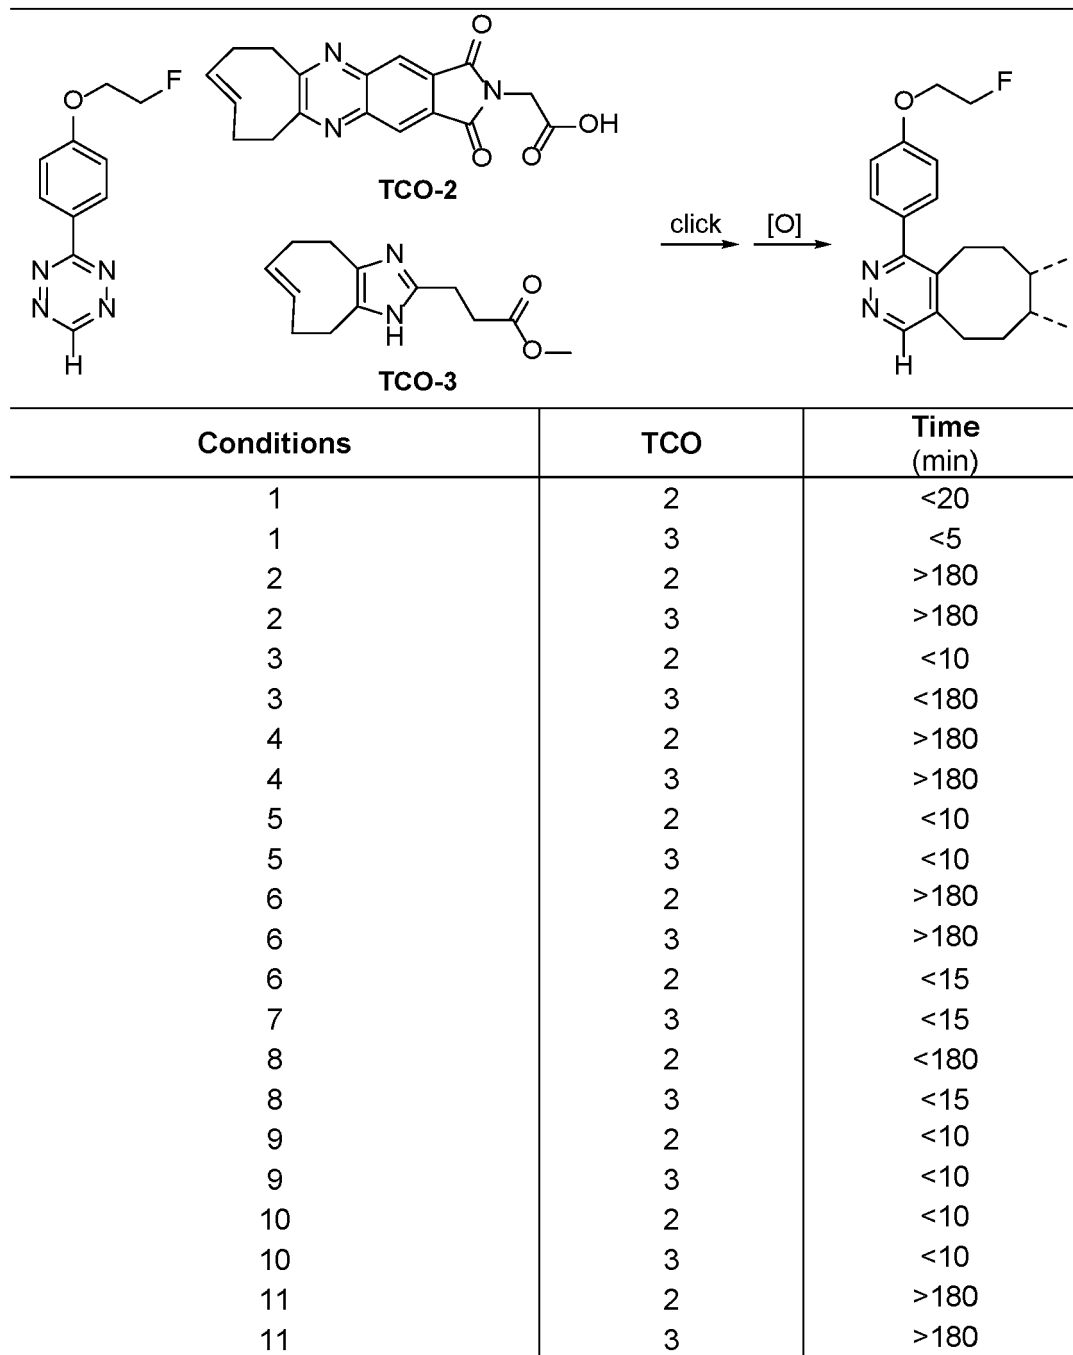 F
O
N
N
N
N
H
N
N
O
N
O
O
OH
TCO-2
N
N
H
O
O
TCO-3
click
[O]
F
O
N
N
H
Conditions TCO Time
(min)
1 2 <20
1 3 <5
2 2 >180
2 3 >180
3 2 <10
3 3 <180
4 2 >180
4 3 >180
5 2 <10
5 3 <10
6 2 >180
6 3 >180
6 2 <15
7 3 <15
8 2 <180
8 3 <15
9 2 <10
9 3 <10
10 2 <10
10 3 <10
11 2 >180
11 3 >180